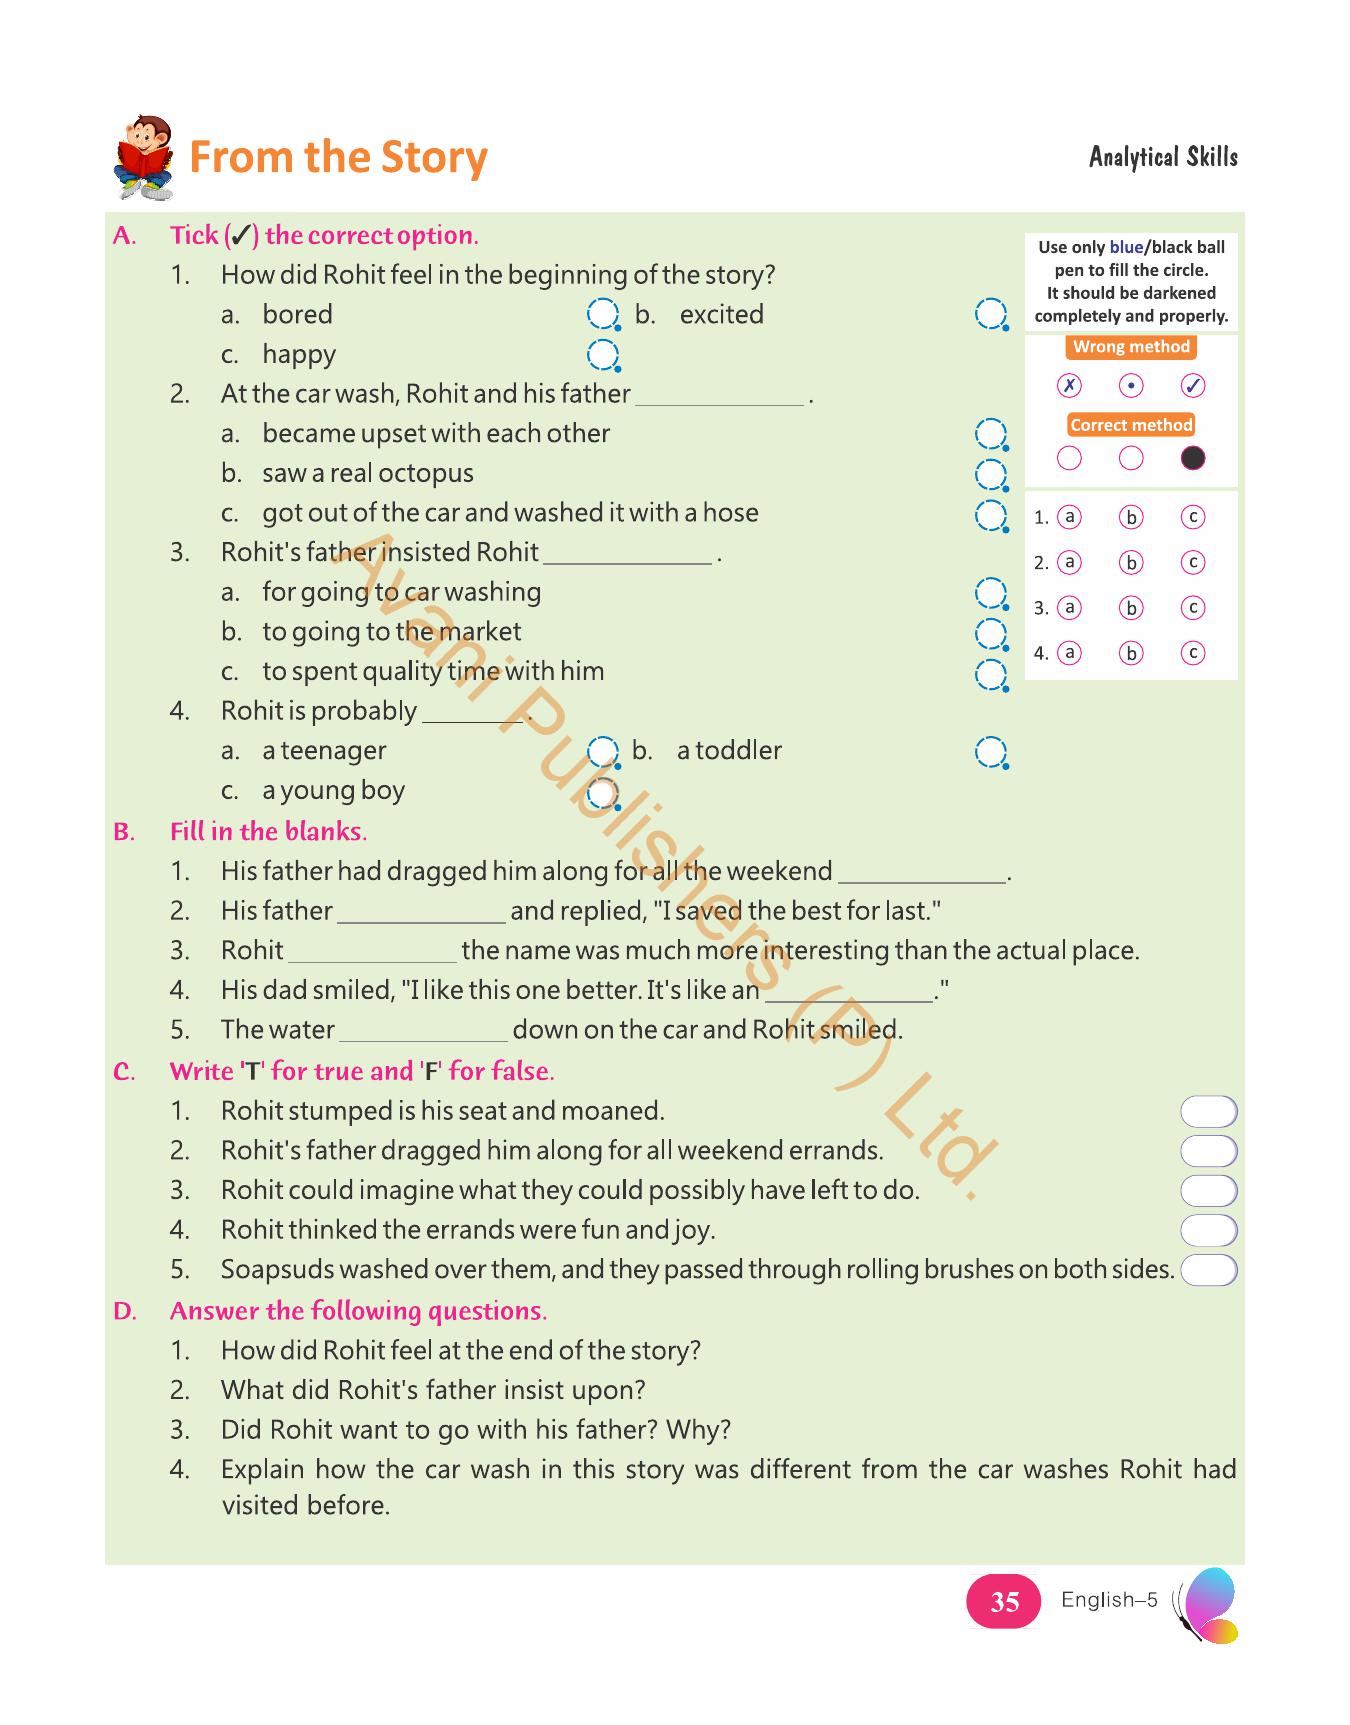 From the Story
Analytical Skills
A. Tick (✓) the correct option.
1. How did Rohit feel in the beginning of the story?
a. bored b. excited
c. happy
2. At the car wash, Rohit and his father ____________ .
a. became upset with each other
b. saw a real octopus
c. got out of the car and washed it with a hose
3. Rohit's father insisted Rohit ____________ .
a. for going to car washing
b. to going to the market
c. to spent quality time with him
4. Rohit is probably _______ .
a. a teenager b. a toddler
c. a young boy
Use only blue/black ball
pen to fill the circle.
It should be darkened
completely and properly.
Wrong method
✗ • ✓
Correct method
1. a b c
2. a b c
3. a b c
4. a b c
B. Fill in the blanks.
1. His father had dragged him along for all the weekend ____________.
2. His father ____________ and replied, "I saved the best for last."
3. Rohit ____________ the name was much more interesting than the actual place.
4. His dad smiled, "I like this one better. It's like an ____________."
5. The water ____________ down on the car and Rohit smiled.
C. Write 'T' for true and 'F' for false.
1. Rohit stumped is his seat and moaned.
2. Rohit's father dragged him along for all weekend errands.
3. Rohit could imagine what they could possibly have left to do.
4. Rohit thinked the errands were fun and joy.
5. Soapsuds washed over them, and they passed through rolling brushes on both sides.
D. Answer the following questions.
1. How did Rohit feel at the end of the story?
2. What did Rohit's father insist upon?
3. Did Rohit want to go with his father? Why?
4. Explain how the car wash in this story was different from the car washes Rohit had
visited before.
Avani Publishers (P) Ltd.
35 English–5